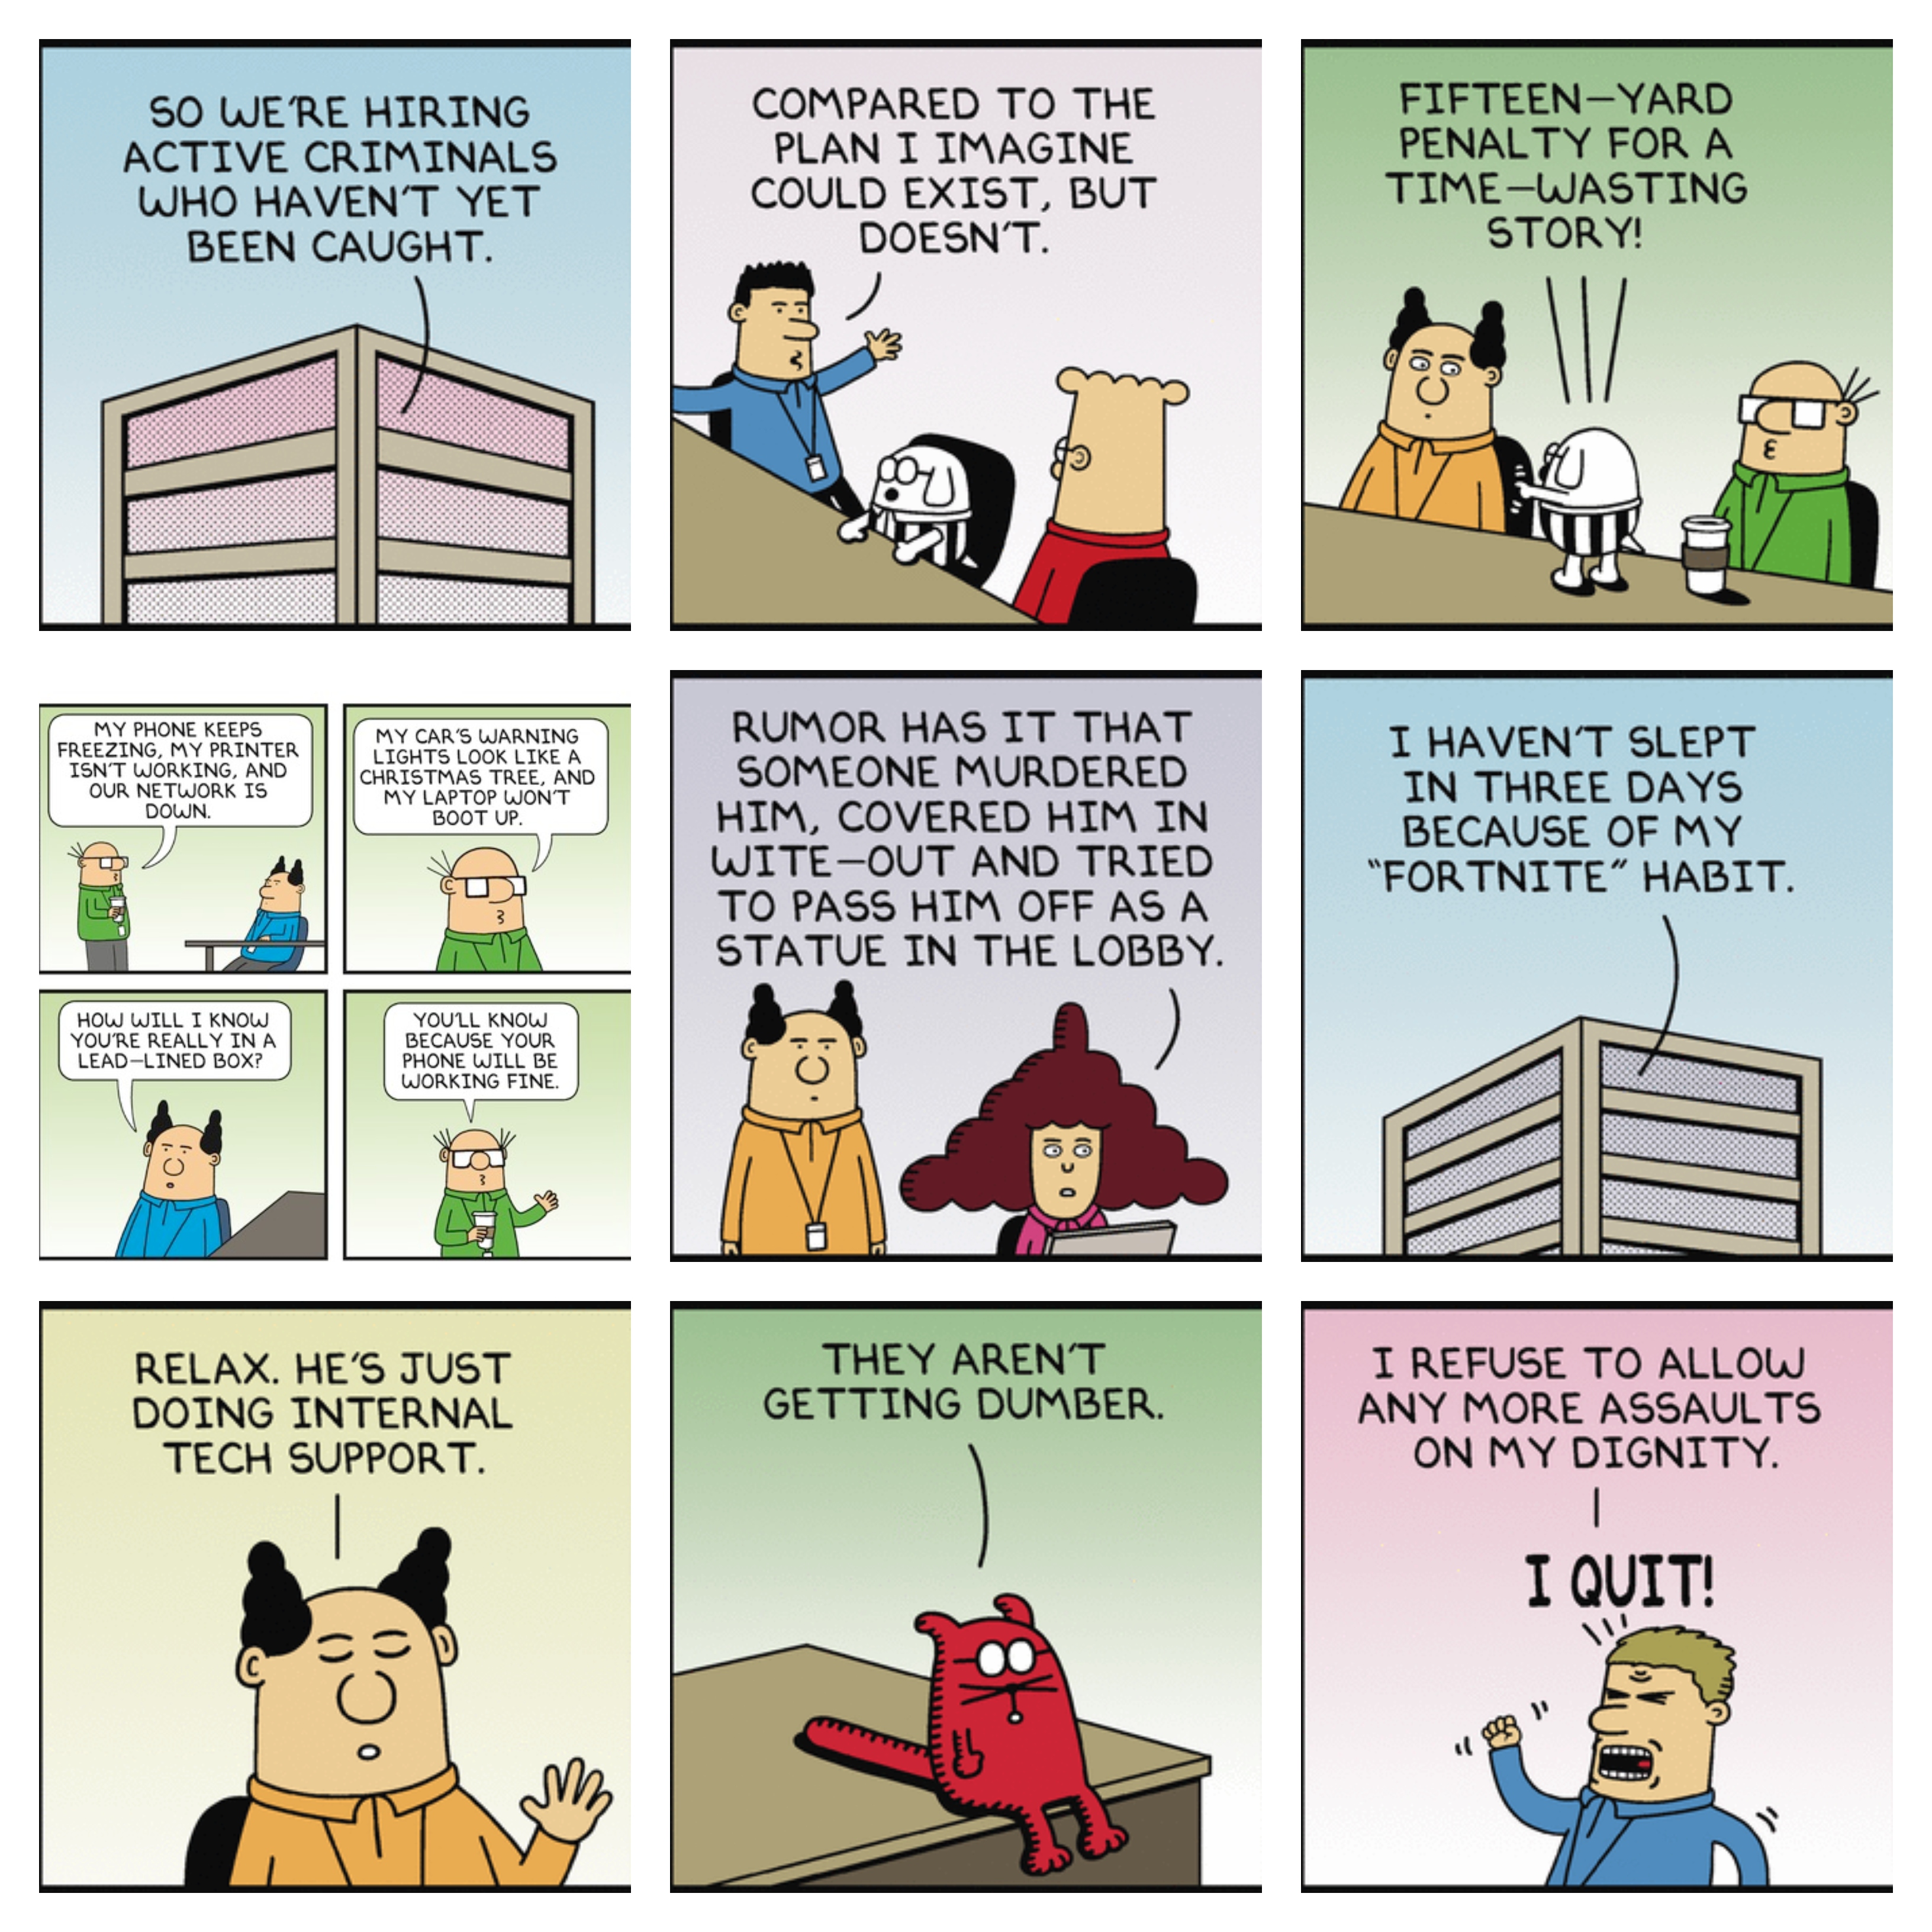 SO WE'RE HIRING
ACTIVE CRIMINALS
WHO HAVEN'T YET
BEEN CAUGHT.
COMPARED TO THE
PLAN I IMAGINE
COULD EXIST, BUT
DOESN'T.
FIFTEEN-YARD
PENALTY FOR A
TIME-WASTING
STORY!
MY PHONE KEEPS
FREEZING, MY PRINTER
ISN'T WORKING, AND
OUR NETWORK IS
DOWN.
MY CAR'S WARNING
LIGHTS LOOK LIKE A
CHRISTMAS TREE, AND
MY LAPTOP WON'T
BOOT UP.
HOW WILL I KNOW
YOU'RE REALLY IN A
LEAD-LINED BOX?
YOU'LL KNOW
BECAUSE YOUR
PHONE WILL BE
WORKING FINE.
RUMOR HAS IT THAT
SOMEONE MURDERED
HIM, COVERED HIM IN
WITE-OUT AND TRIED
TO PASS HIM OFF AS A
STATUE IN THE LOBBY.
I HAVEN'T SLEPT
IN THREE DAYS
BECAUSE OF MY
"FORTNITE" HABIT.
RELAX. HE'S JUST
DOING INTERNAL
TECH SUPPORT.
THEY AREN'T
GETTING DUMBER.
I REFUSE TO ALLOW
ANY MORE ASSAULTS
ON MY DIGNITY.
I QUIT!